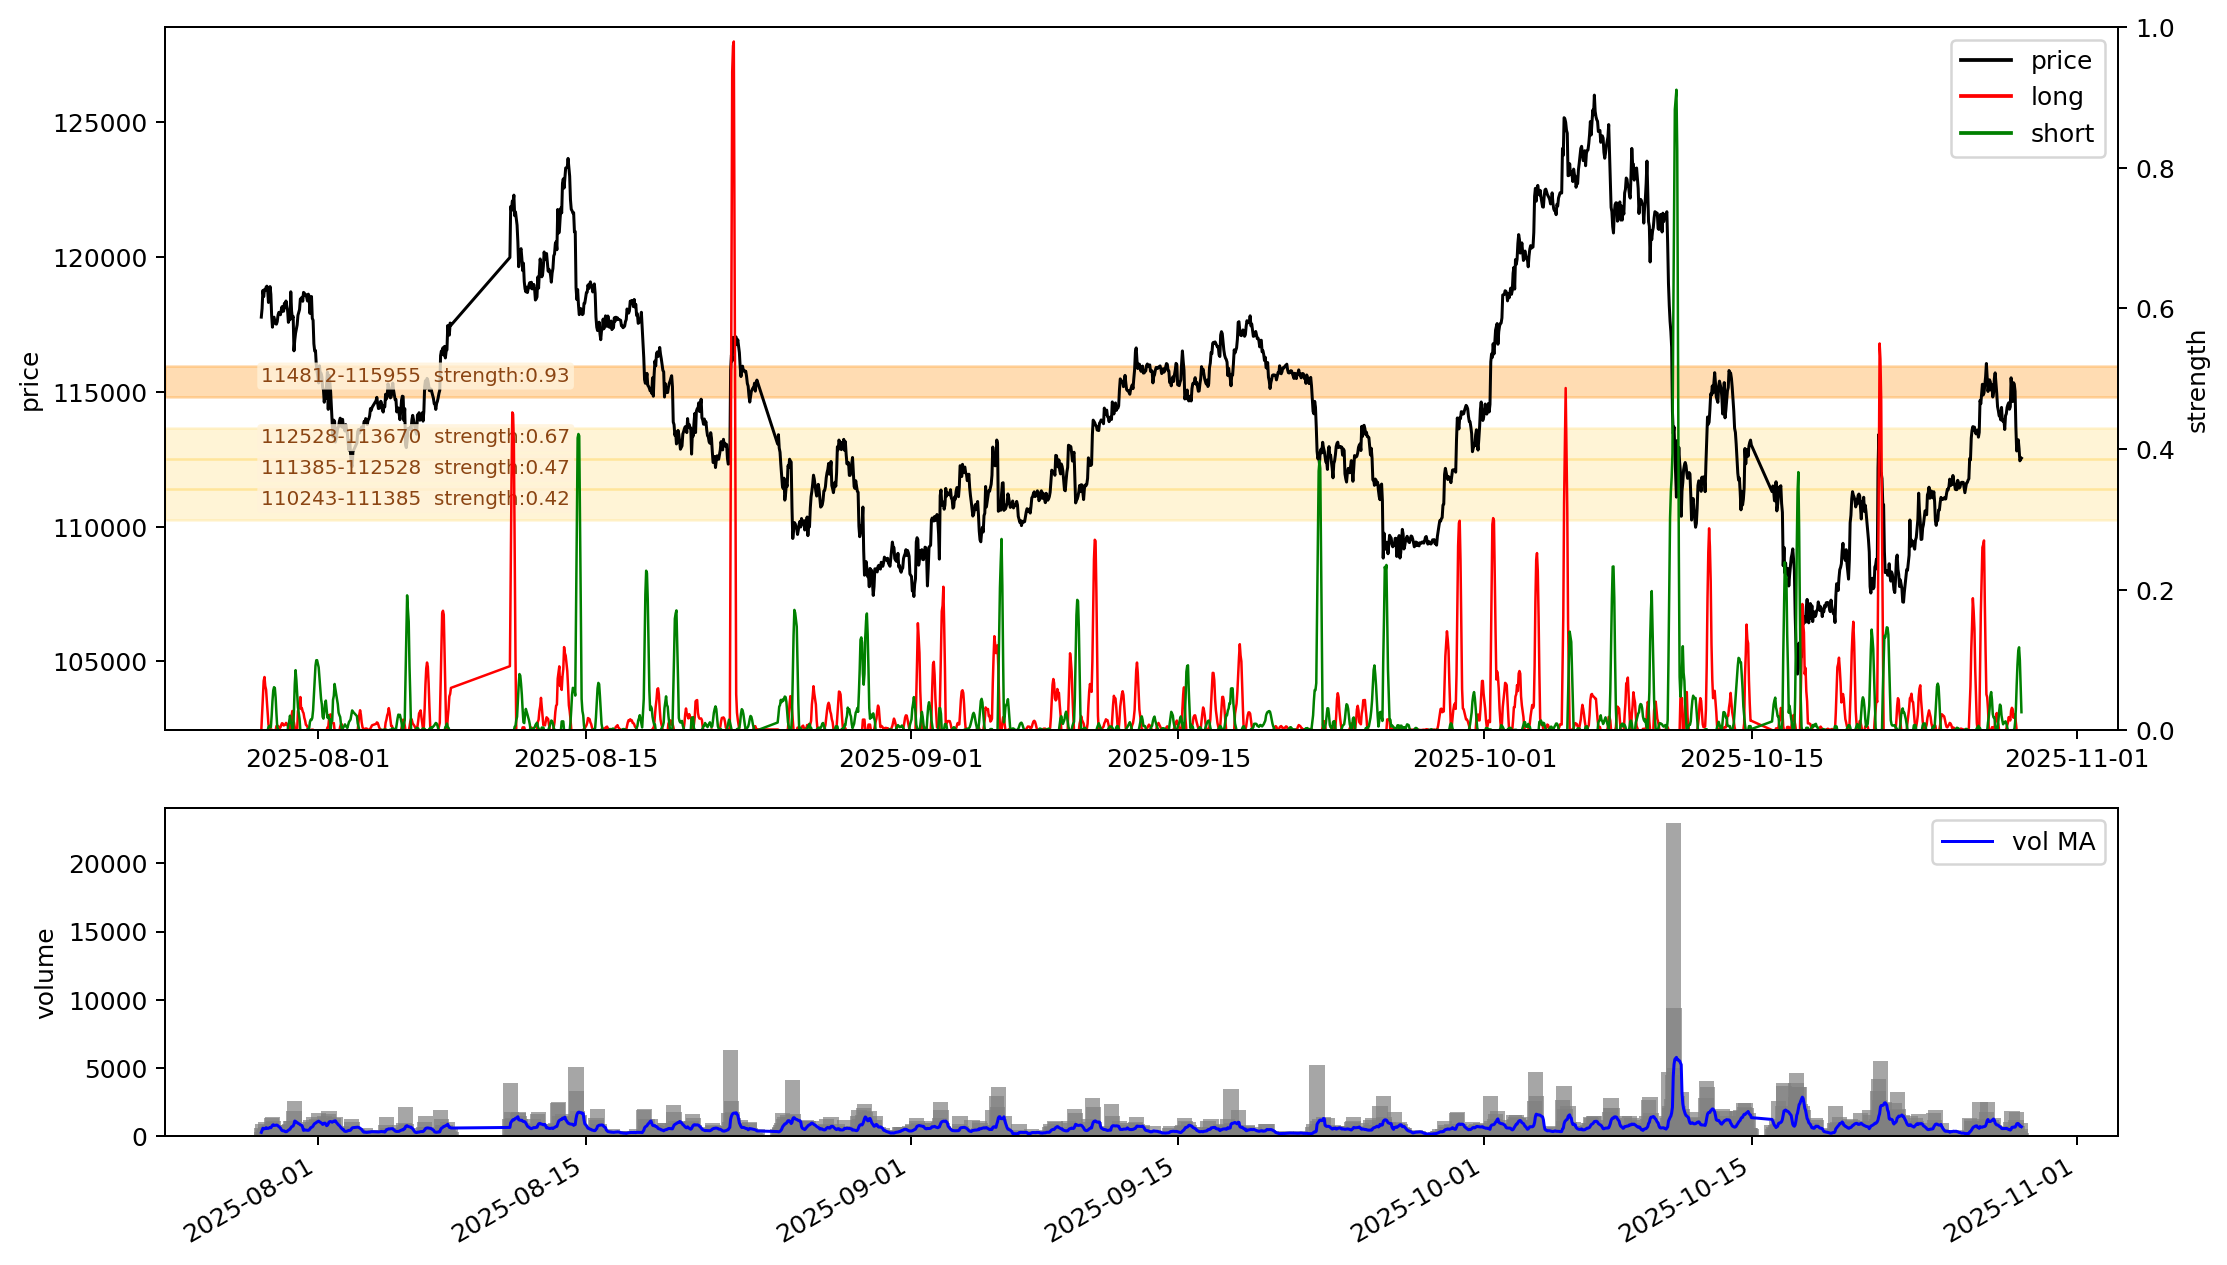 price
long
short
125000
120000
115000
110000
105000
price
1.0
0.8
0.6
0.4
0.2
0.0
strength
114812-115955 strength:0.93
112528-113670 strength:0.67
111385-112528 strength:0.47
110243-111385 strength:0.42
2025-08-01
2025-08-15
2025-09-01
2025-09-15
2025-10-01
2025-10-15
2025-11-01
vol MA
20000
15000
10000
5000
0
volume
2025-08-01
2025-08-15
2025-09-01
2025-09-15
2025-10-01
2025-10-15
2025-11-01